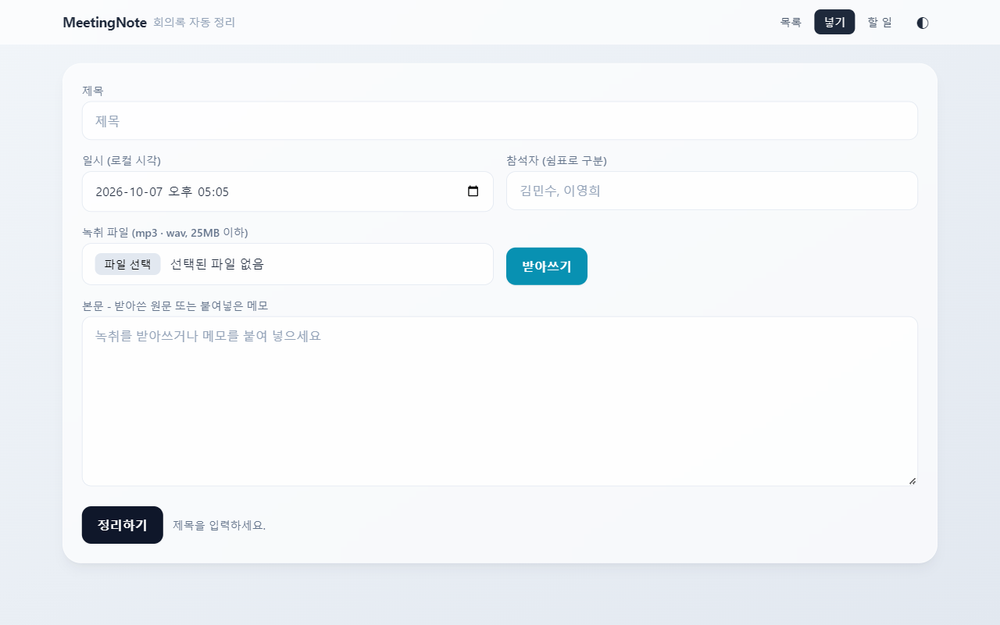 MeetingNote 회의록 자동 정리 목록 넣기 할 일
제목
제목
일시 (로컬 시각) 참석자 (쉼표로 구분)
2026-10-07 오후 05:05 김민수, 이영희
녹취 파일 (mp3 · wav, 25MB 이하)
파일 선택 선택된 파일 없음 받아쓰기
본문 - 받아쓴 원문 또는 붙여넣은 메모
녹취를 받아쓰거나 메모를 붙여 넣으세요
정리하기 제목을 입력하세요.